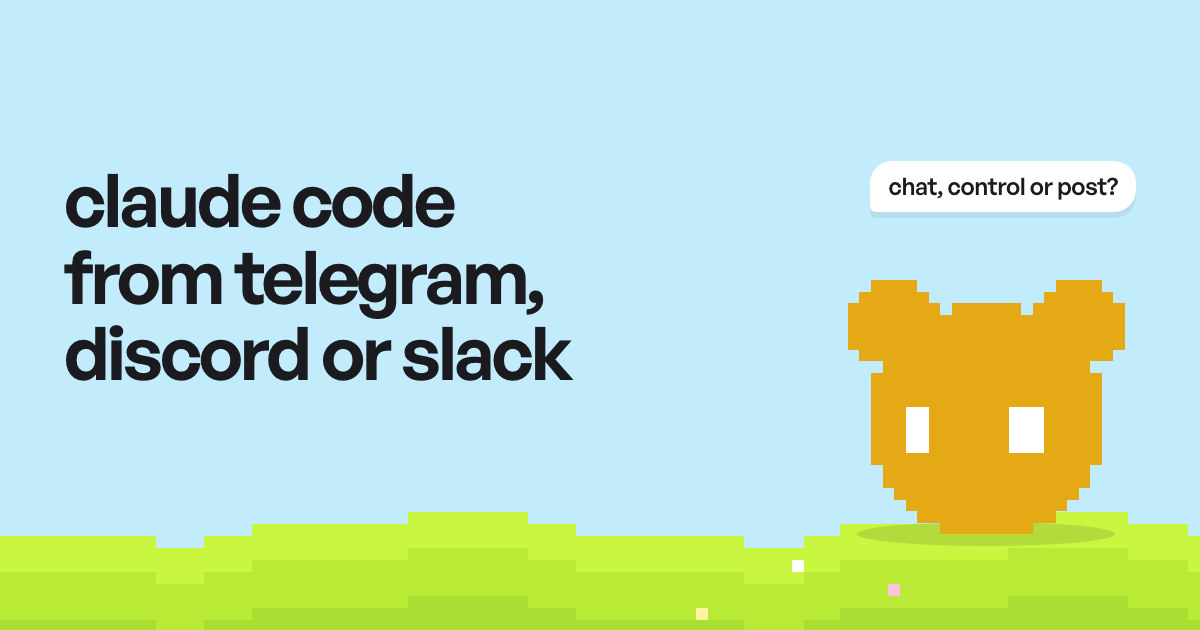 claude code
from telegram,
discord or slack
chat, control or post?